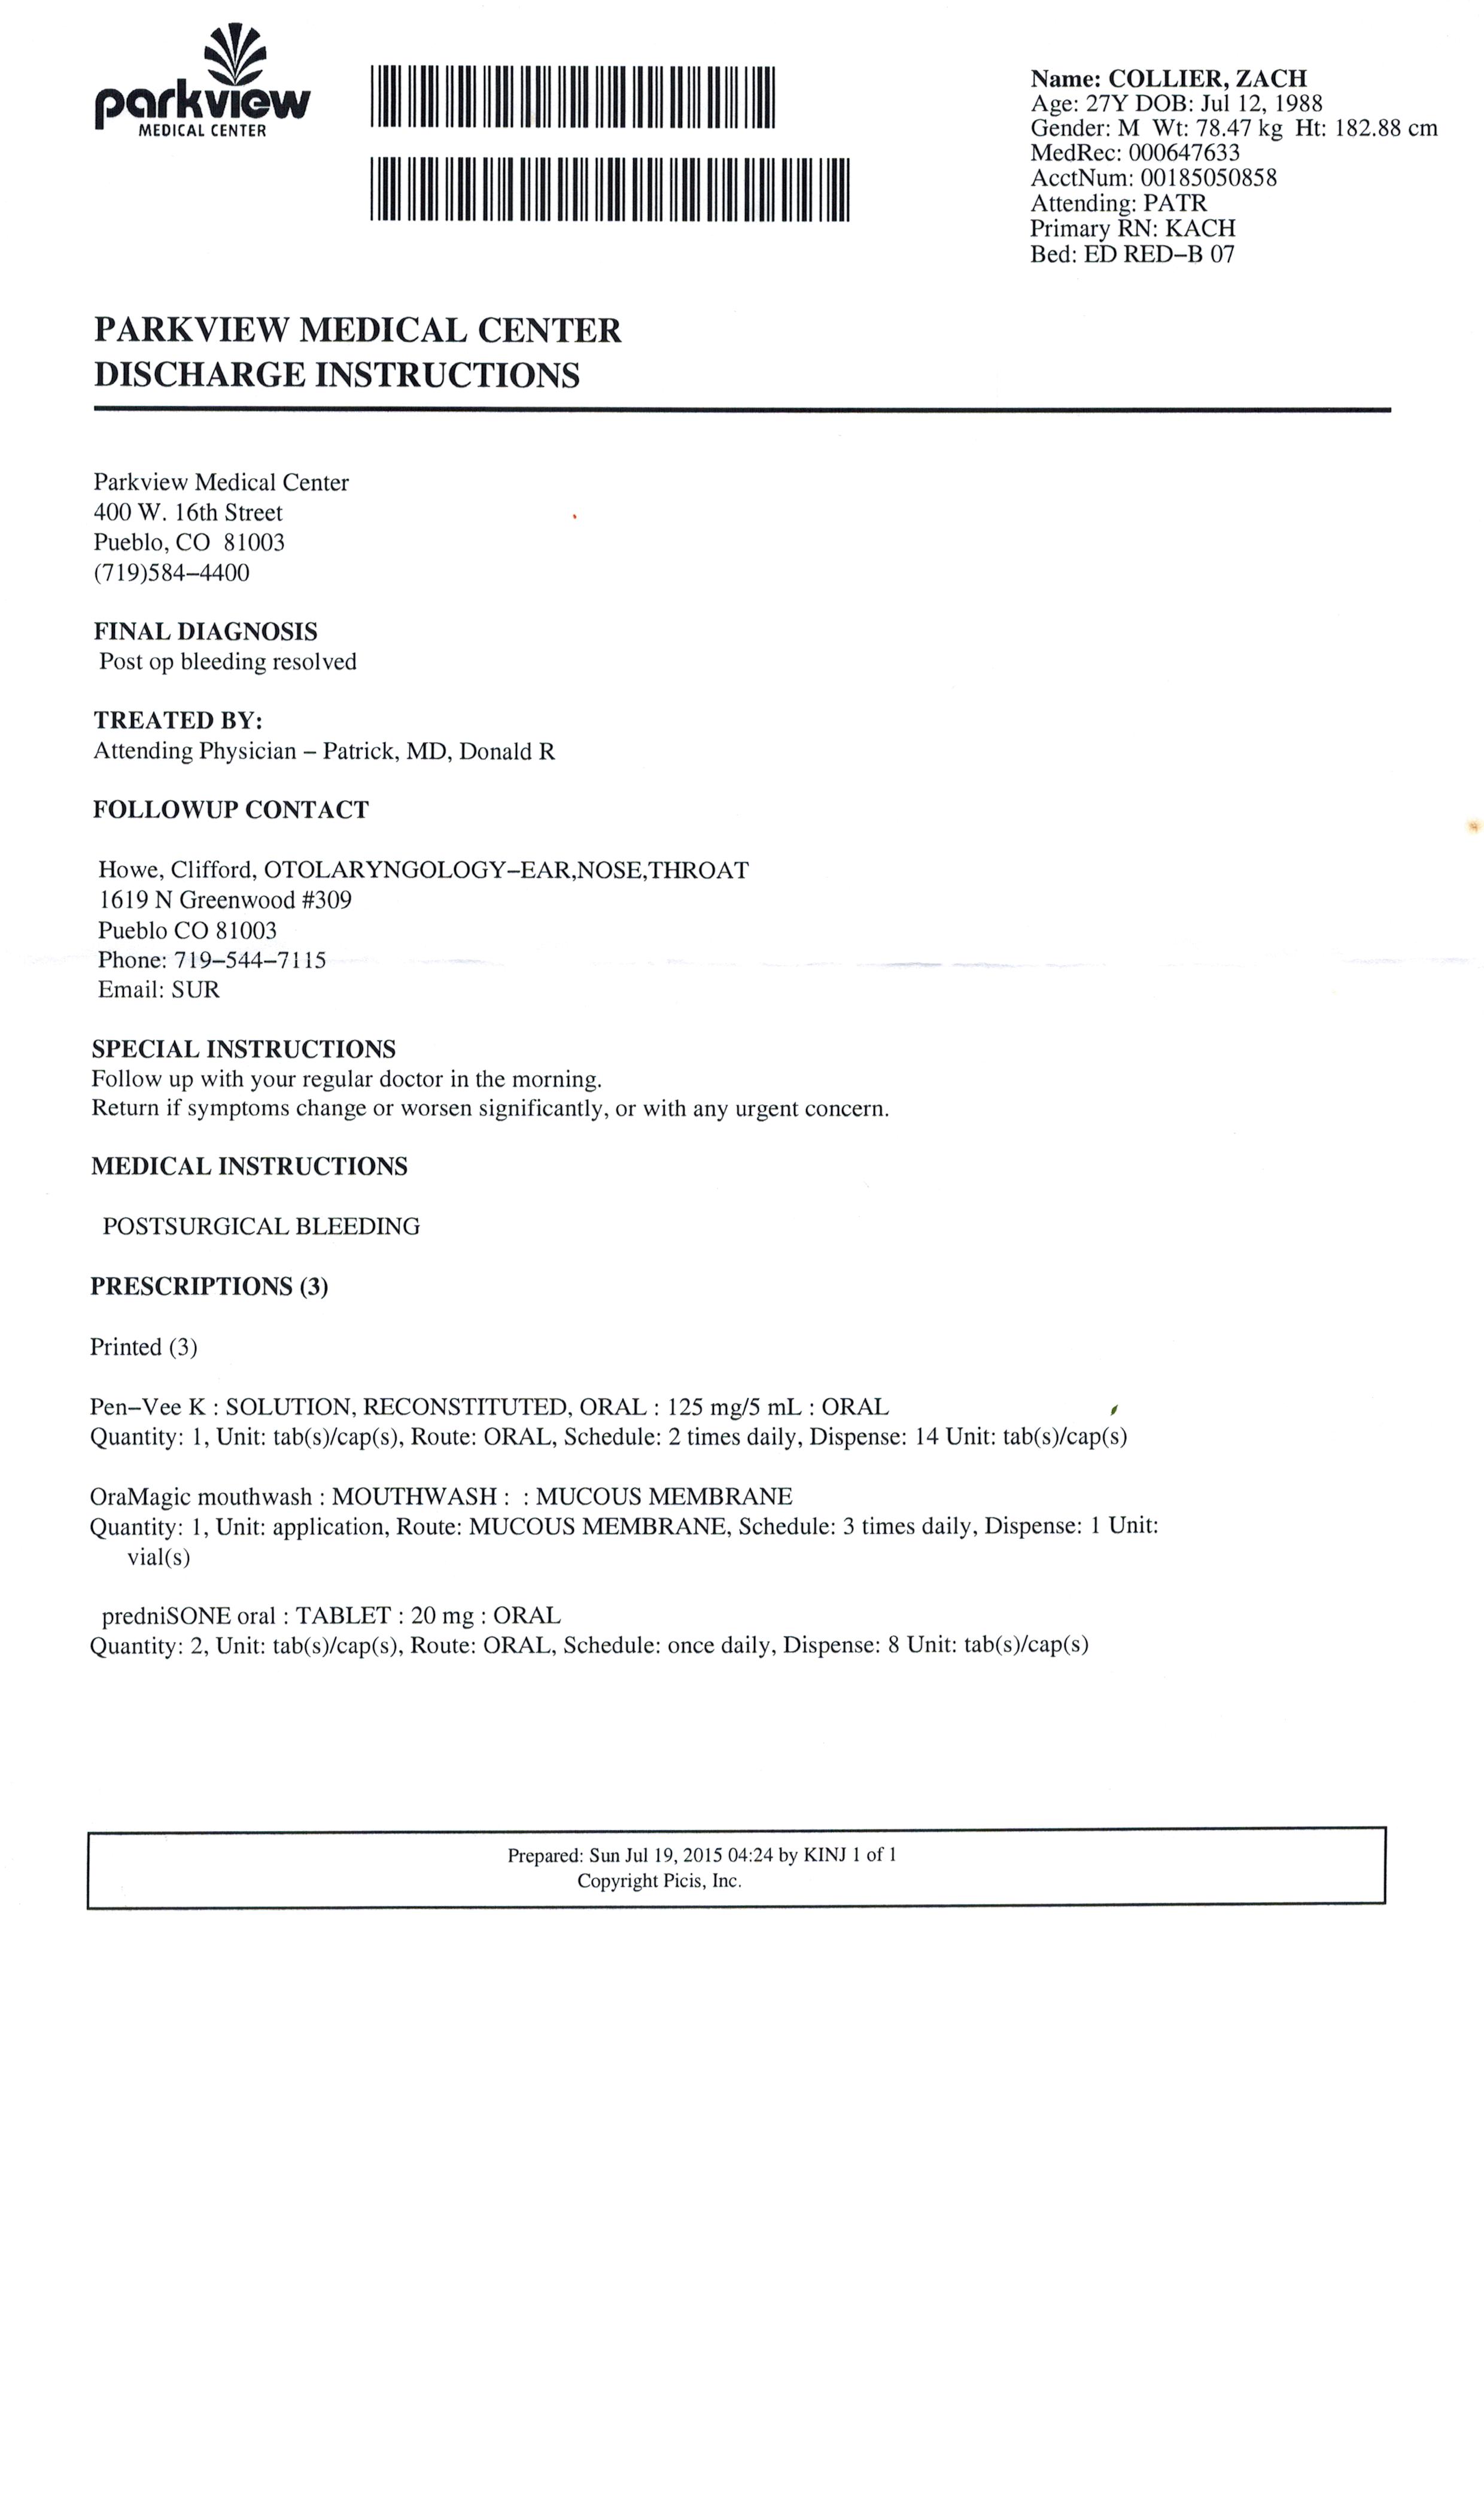 parkview
MEDICAL CENTER
Name: COLLIER, ZACH
Age: 27Y DOB: Jul 12, 1988
Gender: M  Wt: 78.47 kg  Ht: 182.88 cm
MedRec: 000647633
AcctNum: 00185050858
Attending: PATR
Primary RN: KACH
Bed: ED RED–B 07
PARKVIEW MEDICAL CENTER
DISCHARGE INSTRUCTIONS
Parkview Medical Center
400 W. 16th Street
Pueblo, CO  81003
(719)584–4400
FINAL DIAGNOSIS
Post op bleeding resolved
TREATED BY:
Attending Physician – Patrick, MD, Donald R
FOLLOWUP CONTACT
Howe, Clifford, OTOLARYNGOLOGY–EAR,NOSE,THROAT
1619 N Greenwood #309
Pueblo CO 81003
Phone: 719–544–7115
Email: SUR
SPECIAL INSTRUCTIONS
Follow up with your regular doctor in the morning.
Return if symptoms change or worsen significantly, or with any urgent concern.
MEDICAL INSTRUCTIONS
POSTSURGICAL BLEEDING
PRESCRIPTIONS (3)
Printed (3)
Pen–Vee K : SOLUTION, RECONSTITUTED, ORAL : 125 mg/5 mL : ORAL
Quantity: 1, Unit: tab(s)/cap(s), Route: ORAL, Schedule: 2 times daily, Dispense: 14 Unit: tab(s)/cap(s)
OraMagic mouthwash : MOUTHWASH :  : MUCOUS MEMBRANE
Quantity: 1, Unit: application, Route: MUCOUS MEMBRANE, Schedule: 3 times daily, Dispense: 1 Unit:
vial(s)
predniSONE oral : TABLET : 20 mg : ORAL
Quantity: 2, Unit: tab(s)/cap(s), Route: ORAL, Schedule: once daily, Dispense: 8 Unit: tab(s)/cap(s)
Prepared: Sun Jul 19, 2015 04:24 by KINJ 1 of 1
Copyright Picis, Inc.